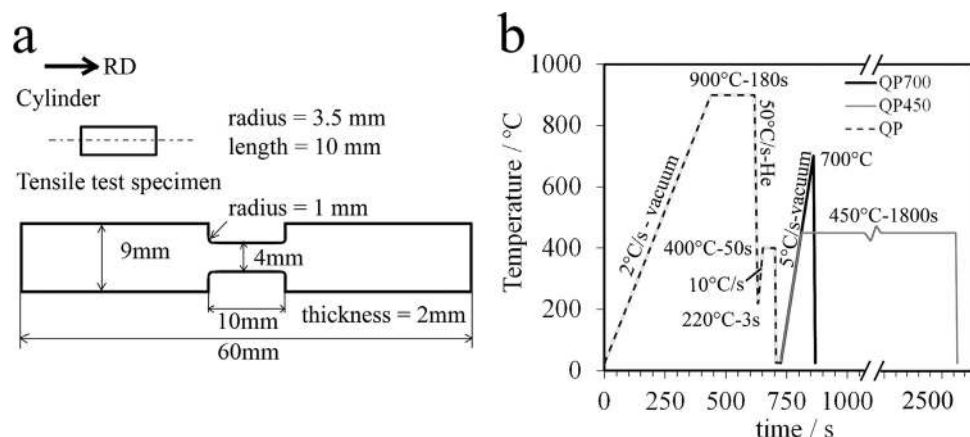 a
RD
Cylinder
radius = 3.5 mm
length = 10 mm
Tensile test specimen
radius = 1 mm
9mm
4mm
10mm
thickness = 2mm
60mm
b
1000
800
600
400
200
0
Temperature / °C
0
250
500
750
1000
2500
time / s
900°C-180s
2°C/s - vacuum
50°C/s-He
400°C-50s
10°C/s
220°C-3s
5°C/s-vacuum
700°C
450°C-1800s
QP700
QP450
QP